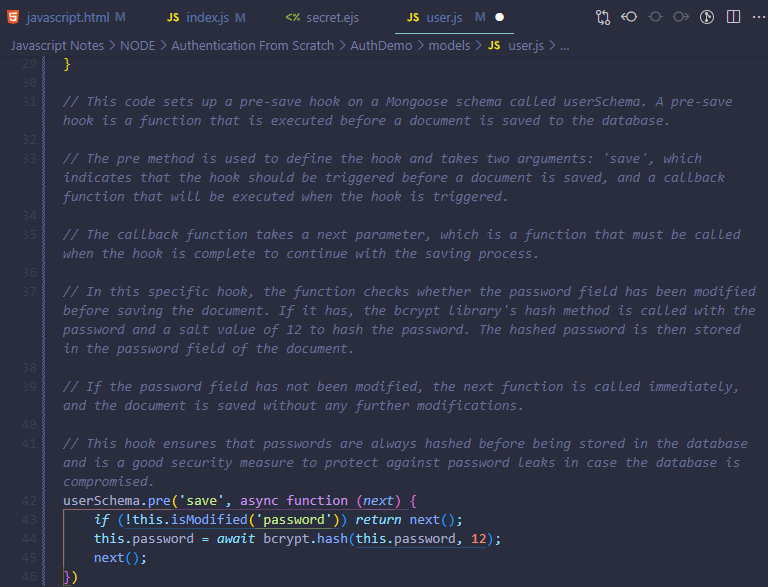 javascript.html M JS index.js M <% secret.ejs JS user.js M
Javascript Notes > NODE > Authentication From Scratch > AuthDemo > models > JS user.js > ...
29 }
30
31 // This code sets up a pre-save hook on a Mongoose schema called userSchema. A pre-save
hook is a function that is executed before a document is saved to the database.
32
33 // The pre method is used to define the hook and takes two arguments: 'save', which
indicates that the hook should be triggered before a document is saved, and a callback
function that will be executed when the hook is triggered.
34
35 // The callback function takes a next parameter, which is a function that must be called
when the hook is complete to continue with the saving process.
36
37 // In this specific hook, the function checks whether the password field has been modified
before saving the document. If it has, the bcrypt library's hash method is called with the
password and a salt value of 12 to hash the password. The hashed password is then stored
in the password field of the document.
38
39 // If the password field has not been modified, the next function is called immediately,
and the document is saved without any further modifications.
40
41 // This hook ensures that passwords are always hashed before being stored in the database
and is a good security measure to protect against password leaks in case the database is
compromised.
42 userSchema.pre('save', async function (next) {
43 if (!this.isModified('password')) return next();
44 this.password = await bcrypt.hash(this.password, 12);
45 next();
46 })